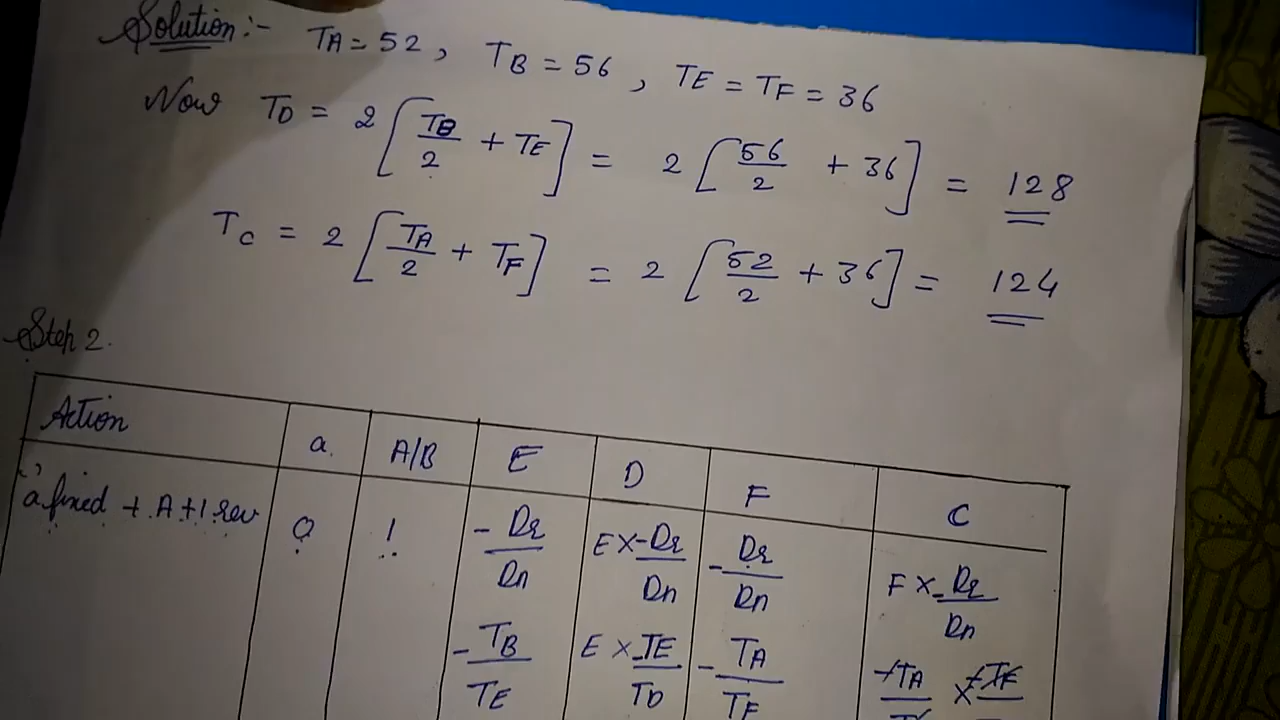 Solution:- TA = 52, TB = 56, TE = TF = 36
Now TD = 2 [TB/2 + TE] = 2 [56/2 + 36] = 128
TC = 2 [TA/2 + TF] = 2 [52/2 + 36] = 124
Step 2.
Action a. A/B E D F C
a fixed + A+1 rev 0 1 -Dr/Dn E×-Dr/Dn -Dr/Dn F×-Dr/Dn
-TB/TE E×-TE/TD -TA/TF -TA × -TF